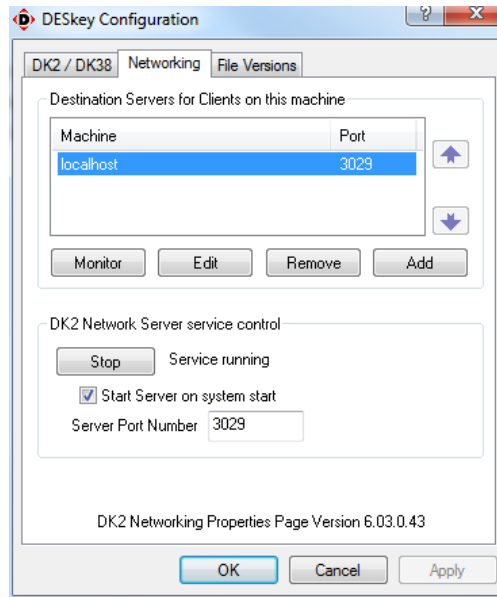 DESkey Configuration
DK2 / DK38 Networking File Versions
Destination Servers for Clients on this machine
Machine Port
localhost 3029
Monitor Edit Remove Add
DK2 Network Server service control
Stop Service running
Start Server on system start
Server Port Number 3029
DK2 Networking Properties Page Version 6.03.0.43
OK Cancel Apply